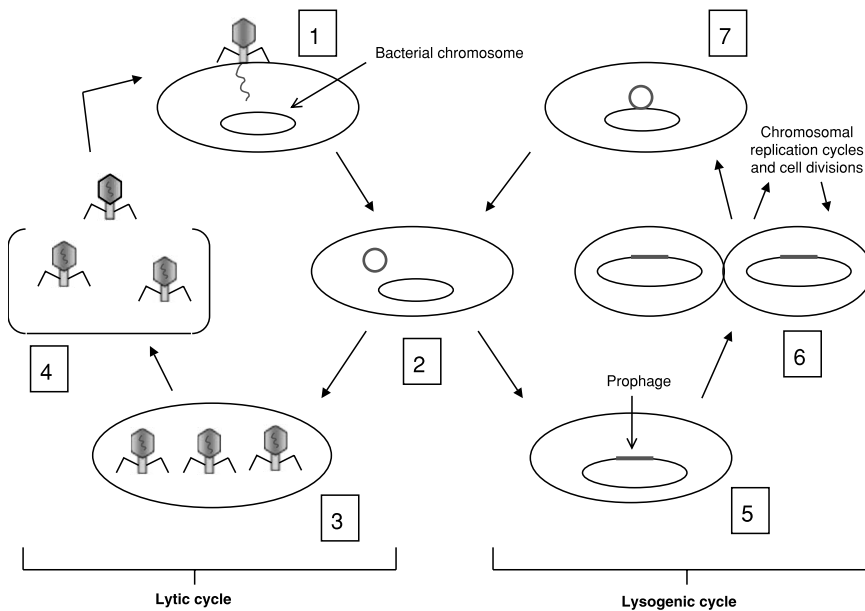 1
7
Bacterial chromosome
Chromosomal
replication cycles
and cell divisions
2
4
6
Prophage
3
5
Lytic cycle
Lysogenic cycle